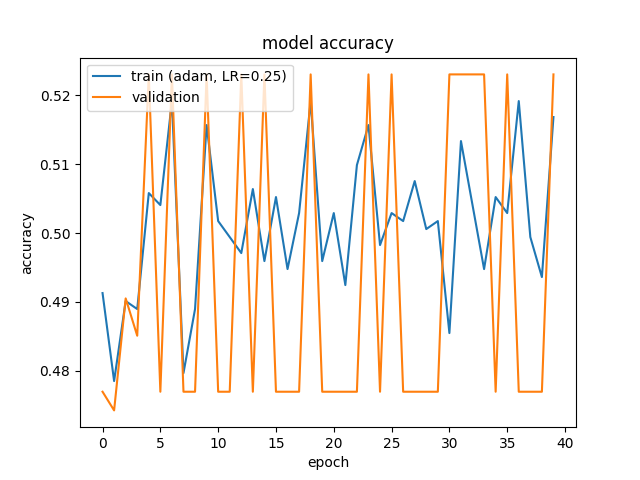 model accuracy
train (adam, LR=0.25)
validation
0.52
0.51
0.50
0.49
0.48
accuracy
0 5 10 15 20 25 30 35 40
epoch